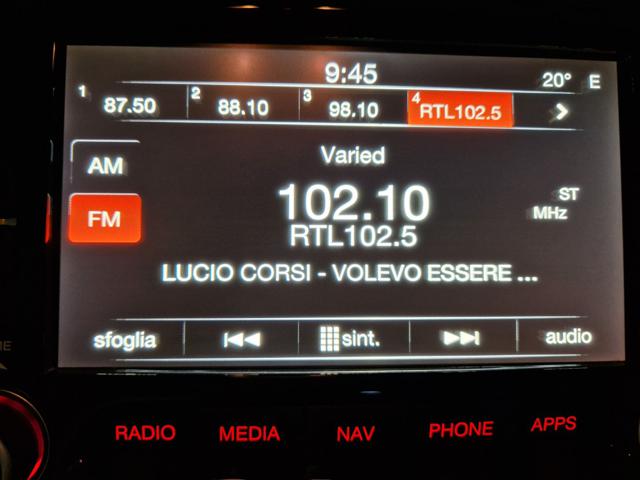 9:45
20° E
1 87.50 2 88.10 3 98.10 4 RTL102.5
Varied
AM
102.10
ST
FM
MHz
RTL102.5
LUCIO CORSI - VOLEVO ESSERE ...
sfoglia sint. audio
RADIO MEDIA NAV PHONE APPS